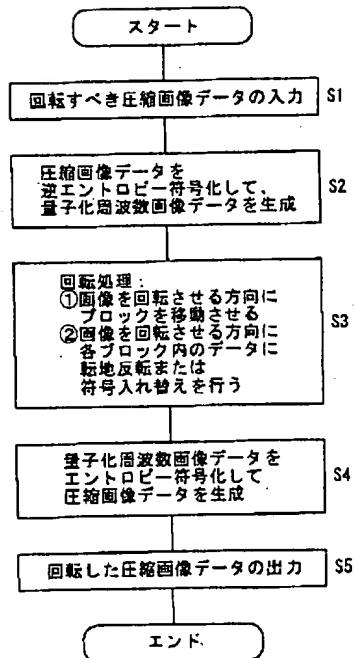 スタート
回転すべき圧縮画像データの入力 S1
圧縮画像データを
逆エントロピー符号化して、
量子化周波数画像データを生成
S2
回転処理:
①画像を回転させる方向に
ブロックを移動させる
②画像を回転させる方向に
各ブロック内のデータに
転地反転または
符号入れ替えを行う
S3
量子化周波数画像データを
エントロピー符号化して
圧縮画像データを生成
S4
回転した圧縮画像データの出力 S5
エンド